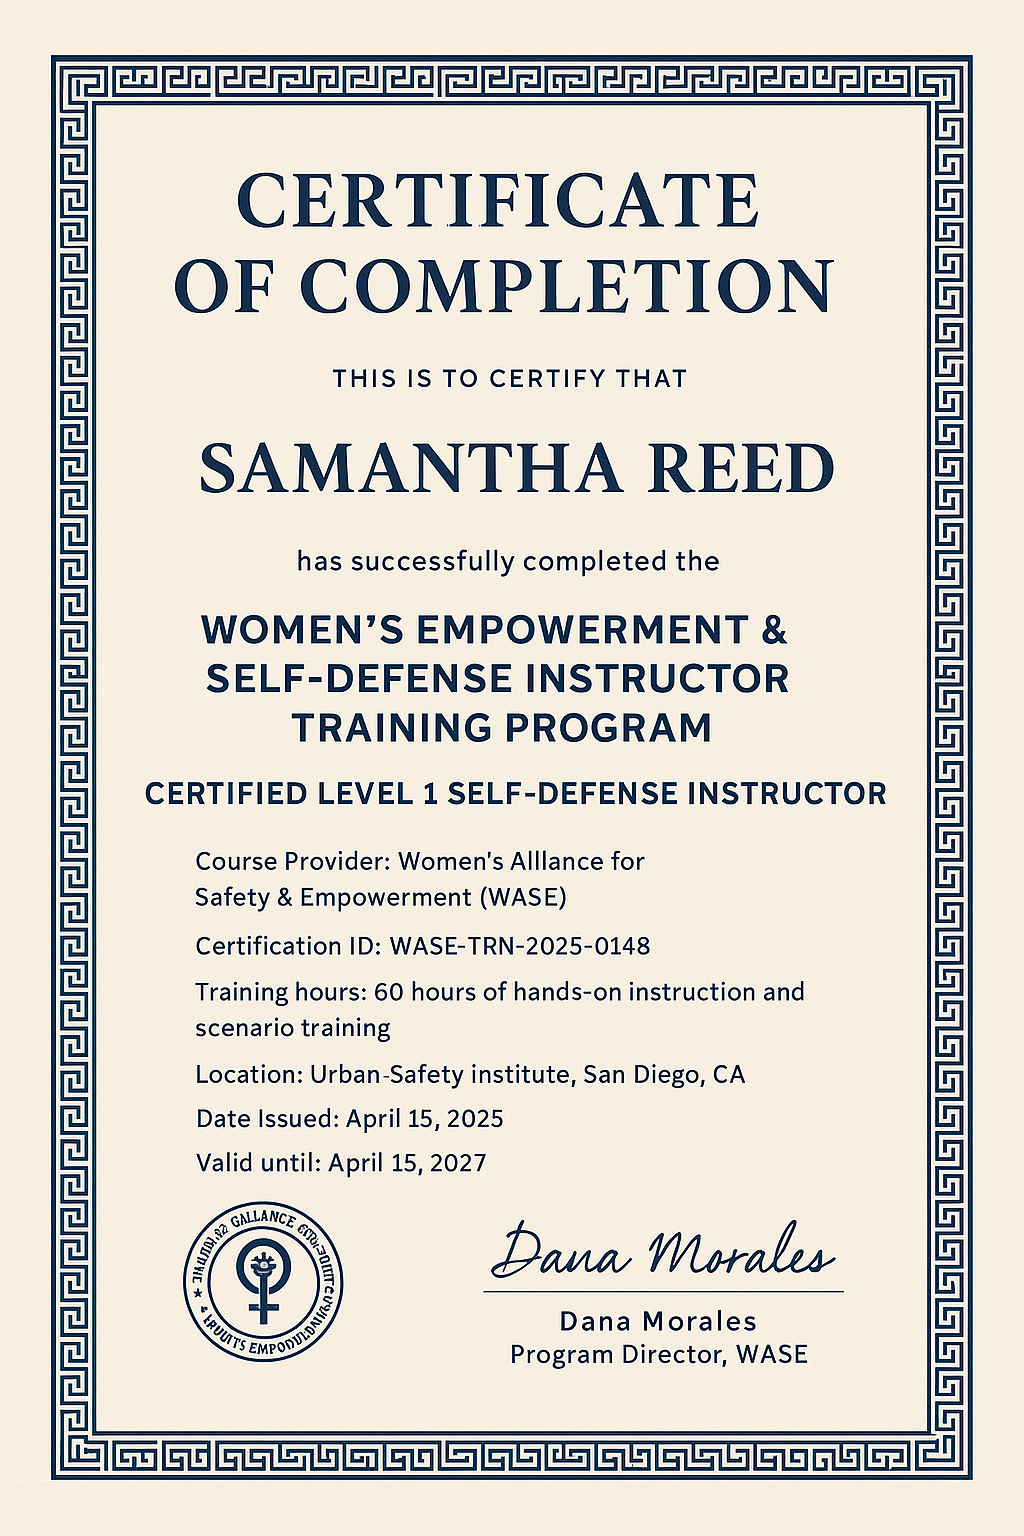 CERTIFICATE
OF COMPLETION
THIS IS TO CERTIFY THAT
SAMANTHA REED
has successfully completed the
WOMEN’S EMPOWERMENT &
SELF-DEFENSE INSTRUCTOR
TRAINING PROGRAM
CERTIFIED LEVEL 1 SELF-DEFENSE INSTRUCTOR
Course Provider: Women’s Alllance for
Safety & Empowerment (WASE)
Certification ID: WASE-TRN-2025-0148
Training hours: 60 hours of hands-on instruction and
scenario training
Location: Urban-Safety institute, San Diego, CA
Date Issued: April 15, 2025
Valid until: April 15, 2027
GALLANCE
Dana Morales
Dana Morales
Program Director, WASE